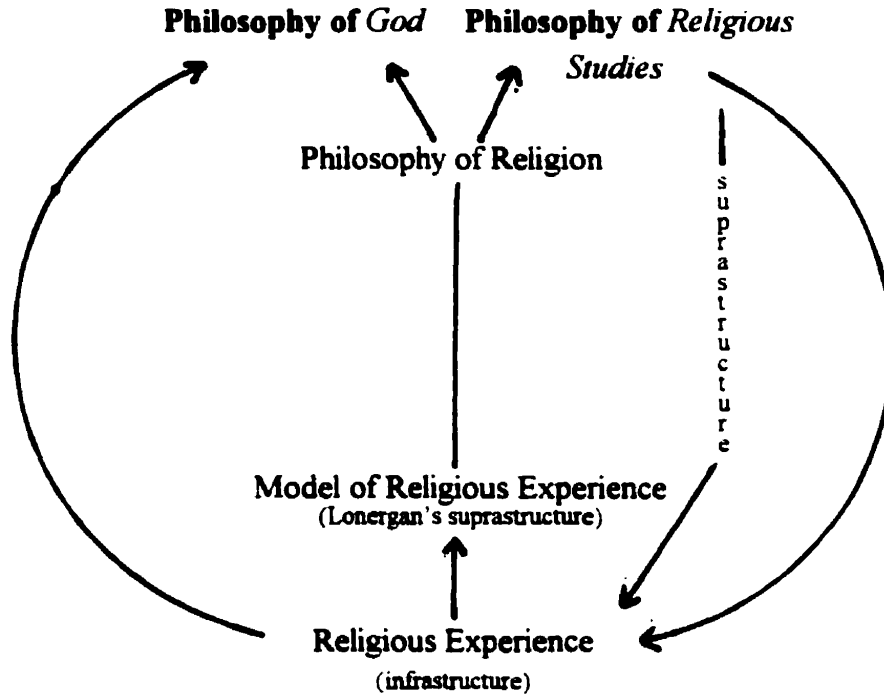 Philosophy of God Philosophy of Religious
Studies
Philosophy of Religion
suprastructure
Model of Religious Experience
(Lonergan's suprastructure)
Religious Experience
(infrastructure)